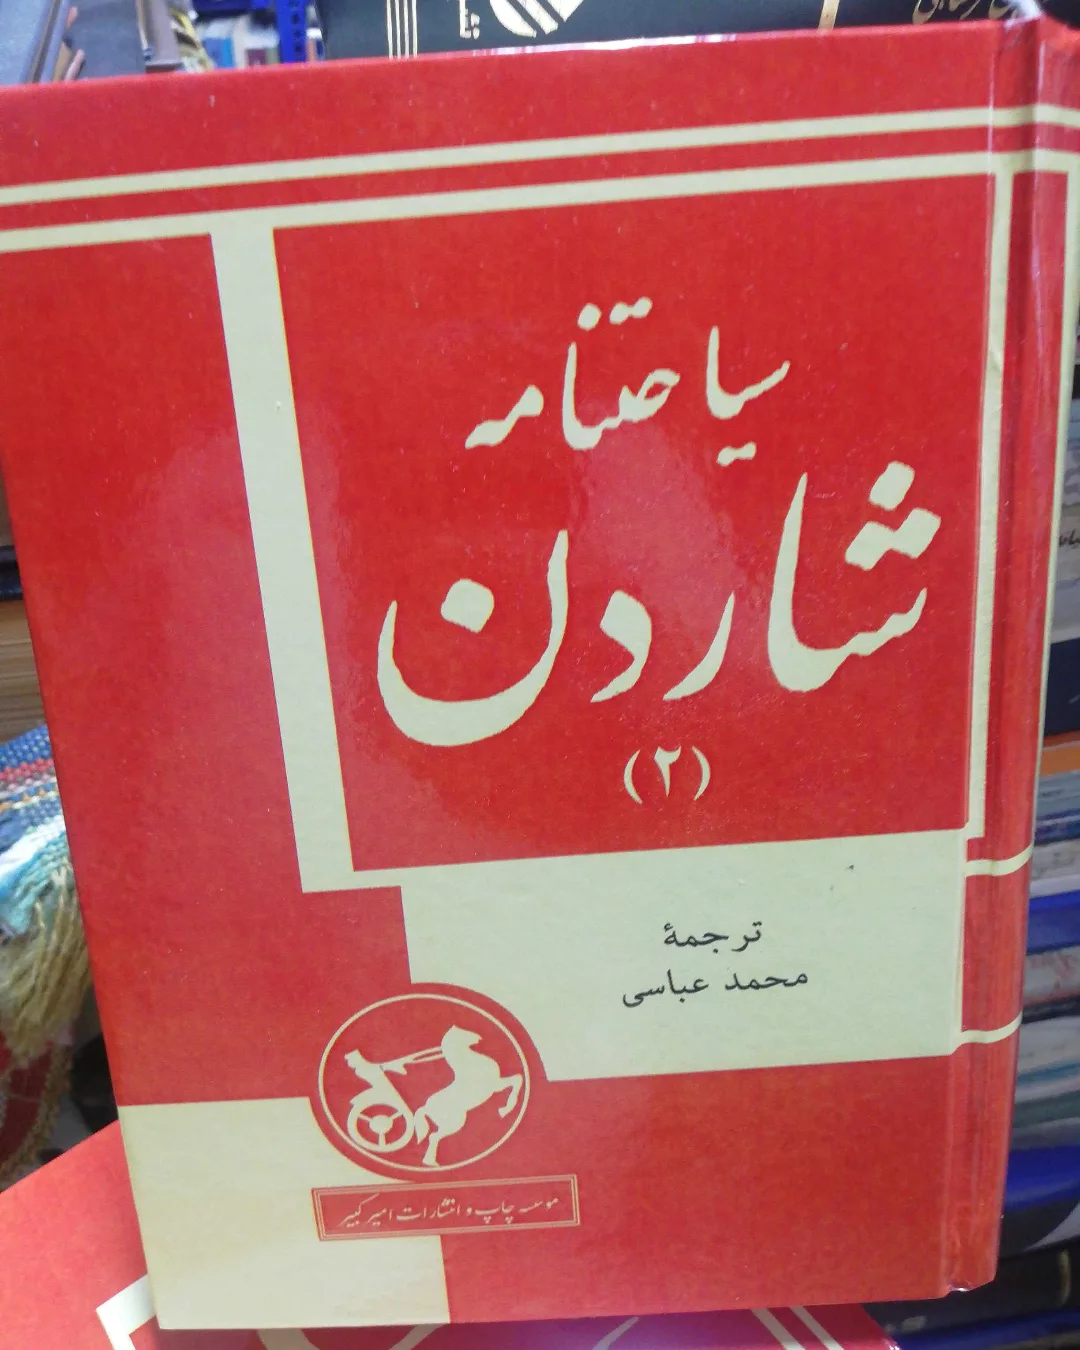 سیاحتنامه
شاردن
(۲)
ترجمهٔ
محمد عباسی
موسسه چاپ و انتشارات امیرکبیر